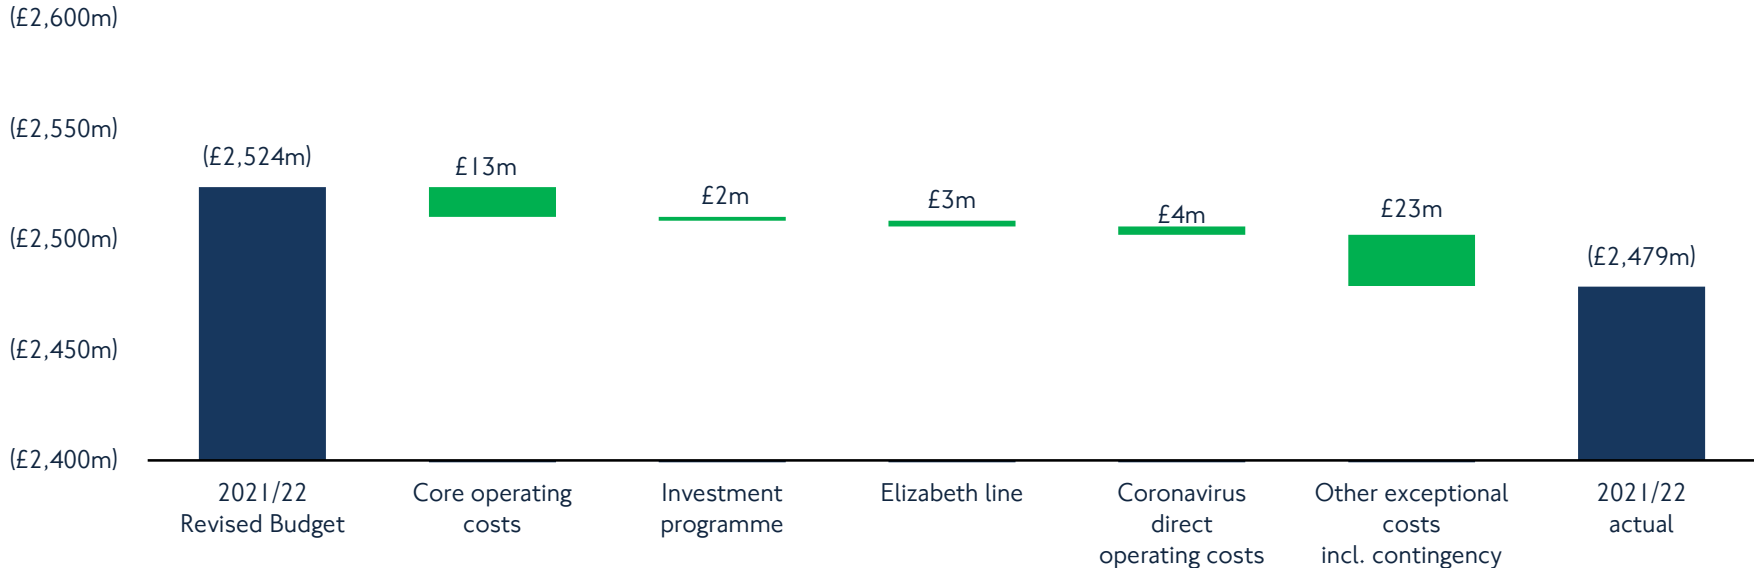 (£2,600m)
(£2,550m)
(£2,500m)
(£2,450m)
(£2,400m)
(£2,524m)
£13m
£2m
£3m
£4m
£23m
(£2,479m)
2021/22
Revised Budget
Core operating
costs
Investment
programme
Elizabeth line
Coronavirus
direct
operating costs
Other exceptional
costs
incl. contingency
2021/22
actual